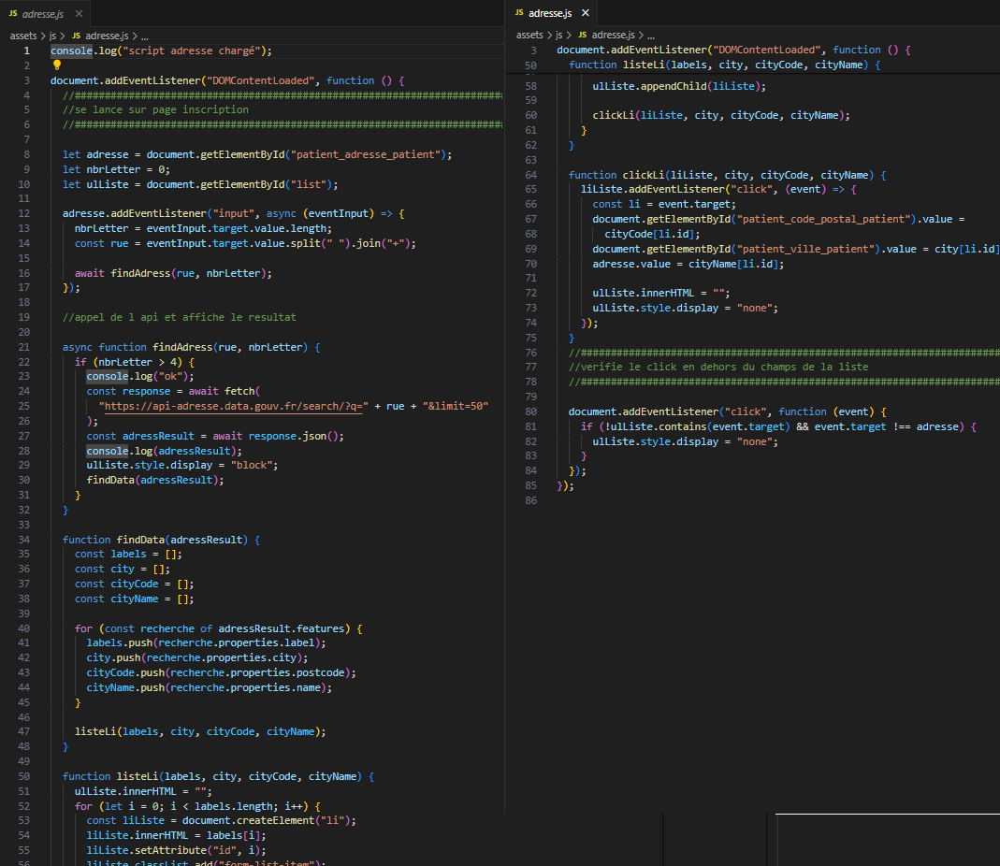 JS adresse.js ×
assets > js > JS adresse.js > ...
1 console.log("script adresse chargé");
2
3 document.addEventListener("DOMContentLoaded", function () {
4 //########################################################################
5 //se lance sur page inscription
6 //########################################################################
7
8 let adresse = document.getElementById("patient_adresse_patient");
9 let nbrLetter = 0;
10 let ulListe = document.getElementById("list");
11
12 adresse.addEventListener("input", async (eventInput) => {
13 nbrLetter = eventInput.target.value.length;
14 const rue = eventInput.target.value.split(" ").join("+");
15
16 await findAdress(rue, nbrLetter);
17 });
18
19 //appel de l api et affiche le resultat
20
21 async function findAdress(rue, nbrLetter) {
22 if (nbrLetter > 4) {
23 console.log("ok");
24 const response = await fetch(
25 "https://api-adresse.data.gouv.fr/search/?q=" + rue + "&limit=50"
26 );
27 const adressResult = await response.json();
28 console.log(adressResult);
29 ulListe.style.display = "block";
30 findData(adressResult);
31 }
32 }
33
34 function findData(adressResult) {
35 const labels = [];
36 const city = [];
37 const cityCode = [];
38 const cityName = [];
39
40 for (const recherche of adressResult.features) {
41 labels.push(recherche.properties.label);
42 city.push(recherche.properties.city);
43 cityCode.push(recherche.properties.postcode);
44 cityName.push(recherche.properties.name);
45 }
46
47 listeLi(labels, city, cityCode, cityName);
48 }
49
50 function listeLi(labels, city, cityCode, cityName) {
51 ulListe.innerHTML = "";
52 for (let i = 0; i < labels.length; i++) {
53 const liListe = document.createElement("li");
54 liListe.innerHTML = labels[i];
55 liListe.setAttribute("id", i);
56 liListe.classList.add("form-list-item");
JS adresse.js ×
assets > js > JS adresse.js > ...
3 document.addEventListener("DOMContentLoaded", function () {
50 function listeLi(labels, city, cityCode, cityName) {
58 ulListe.appendChild(liListe);
59
60 clickLi(liListe, city, cityCode, cityName);
61 }
62 }
63
64 function clickLi(liListe, city, cityCode, cityName) {
65 liListe.addEventListener("click", (event) => {
66 const li = event.target;
67 document.getElementById("patient_code_postal_patient").value =
68 cityCode[li.id];
69 document.getElementById("patient_ville_patient").value = city[li.id]
70 adresse.value = cityName[li.id];
71
72 ulListe.innerHTML = "";
73 ulListe.style.display = "none";
74 });
75 }
76 //######################################################################
77 //verifie le click en dehors du champs de la liste
78 //######################################################################
79
80 document.addEventListener("click", function (event) {
81 if (!ulListe.contains(event.target) && event.target !== adresse) {
82 ulListe.style.display = "none";
83 }
84 });
85 });
86